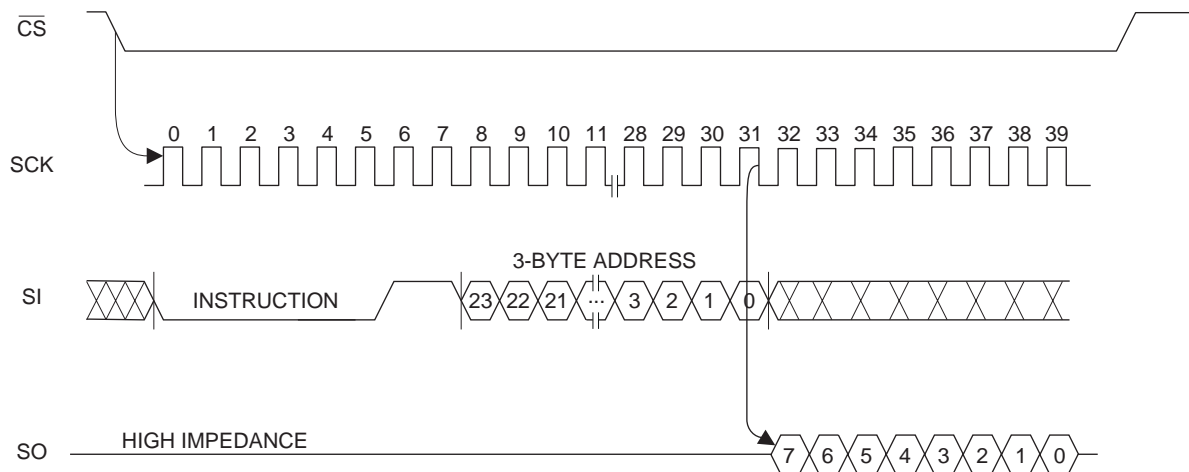 CS
0 1 2 3 4 5 6 7 8 9 10 11 28 29 30 31 32 33 34 35 36 37 38 39
SCK
3-BYTE ADDRESS
SI INSTRUCTION 23 22 21 ... 3 2 1 0
HIGH IMPEDANCE
SO 7 6 5 4 3 2 1 0